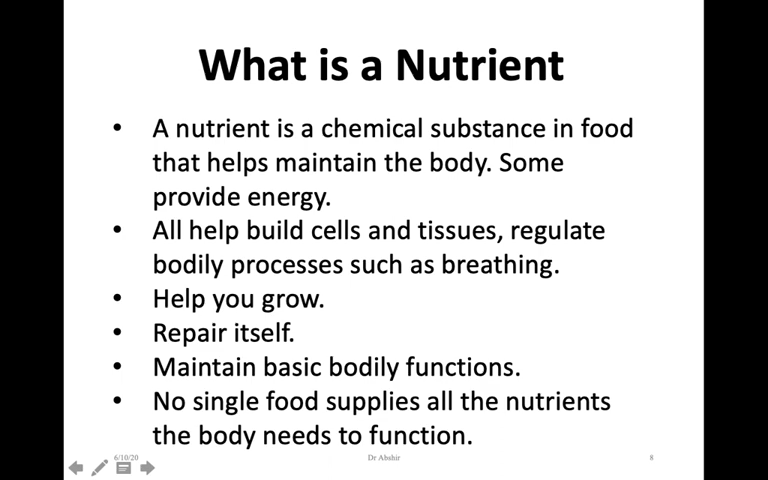 What is a Nutrient
• A nutrient is a chemical substance in food
that helps maintain the body. Some
provide energy.
• All help build cells and tissues, regulate
bodily processes such as breathing.
• Help you grow.
• Repair itself.
• Maintain basic bodily functions.
• No single food supplies all the nutrients
the body needs to function.
6/10/20 Dr Abshir 8